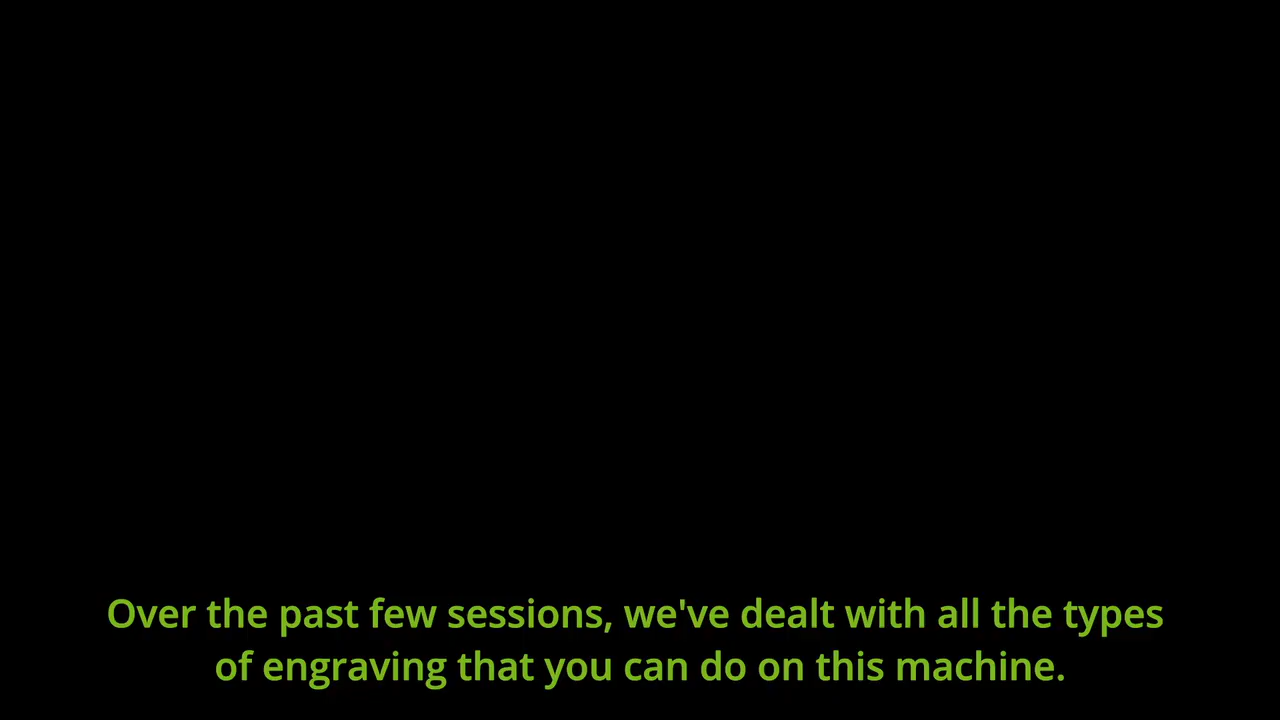 Over the past few sessions, we've dealt with all the types
of engraving that you can do on this machine.